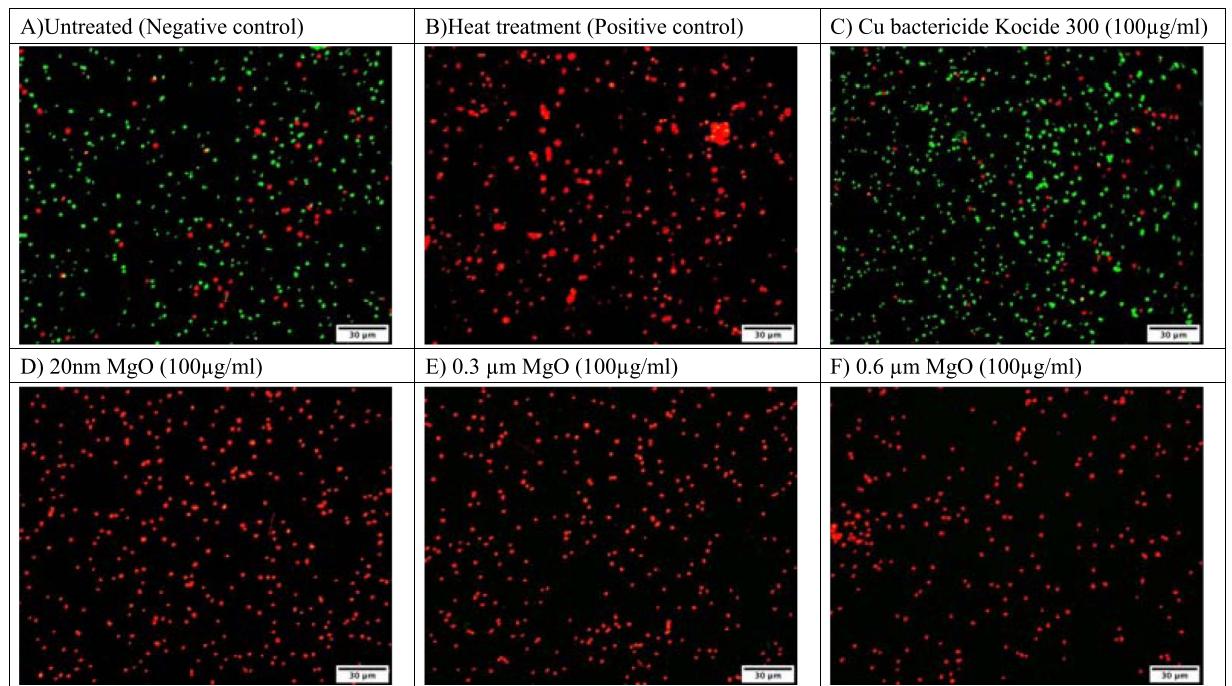 A)Untreated (Negative control)
B)Heat treatment (Positive control)
C) Cu bactericide Kocide 300 (100µg/ml)
30 µm
30 µm
30 µm
D) 20nm MgO (100µg/ml)
E) 0.3 µm MgO (100µg/ml)
F) 0.6 µm MgO (100µg/ml)
30 µm
30 µm
30 µm